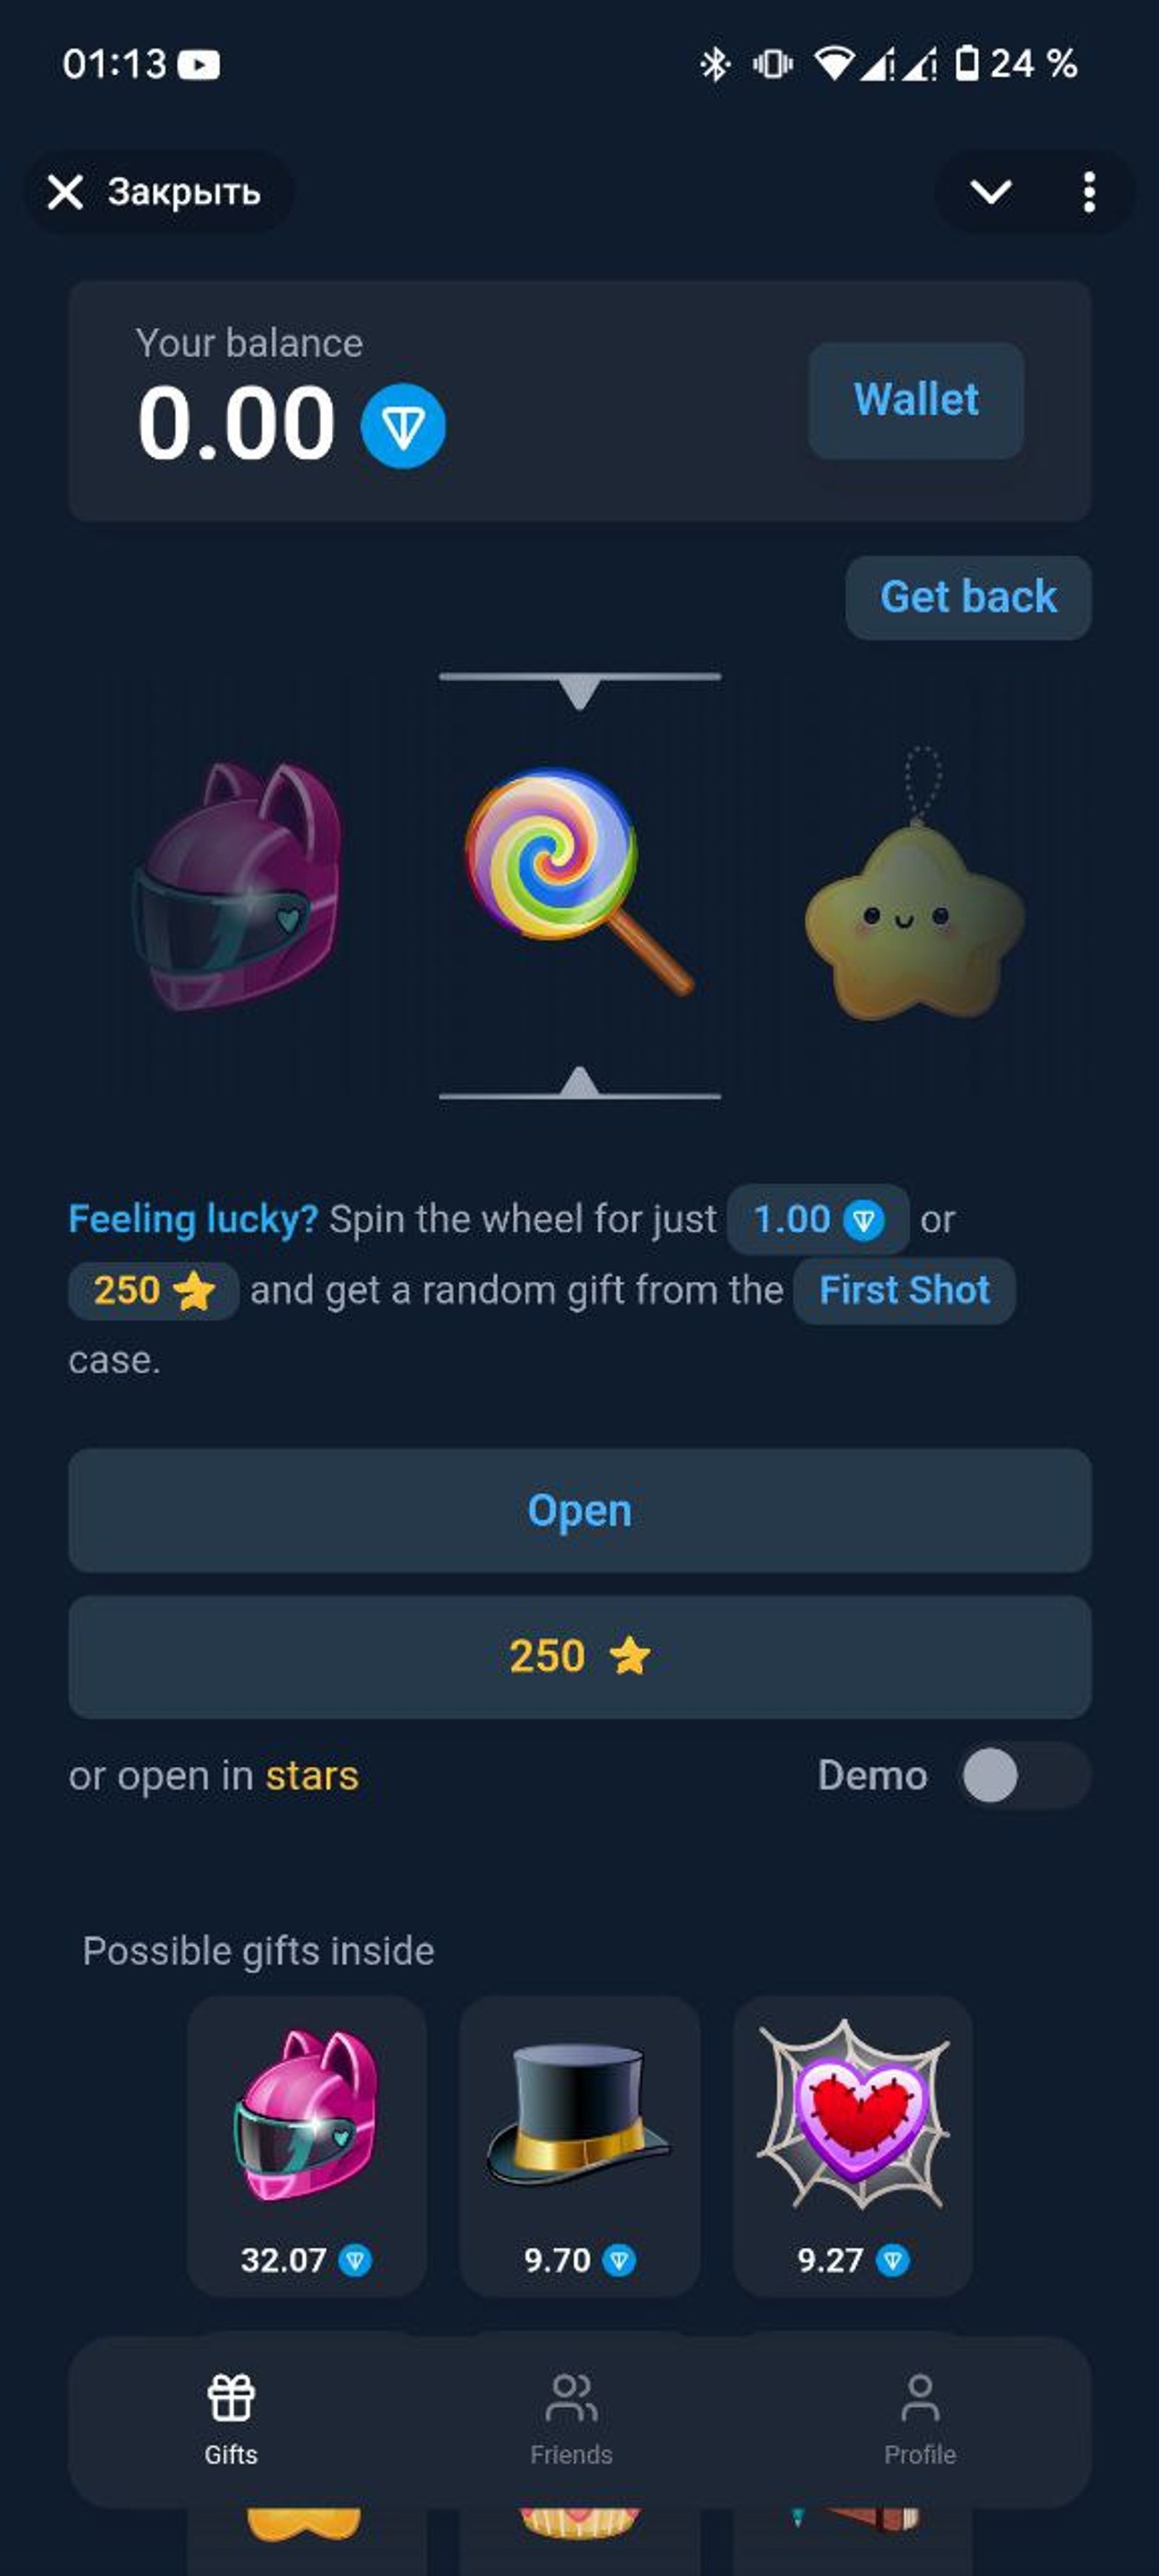 01:13 24 %
Закрыть
Your balance
0.00 Wallet
Get back
Feeling lucky? Spin the wheel for just 1.00 or
250 and get a random gift from the First Shot
case.
Open
250
or open in stars Demo
Possible gifts inside
32.07 9.70 9.27
Gifts Friends Profile